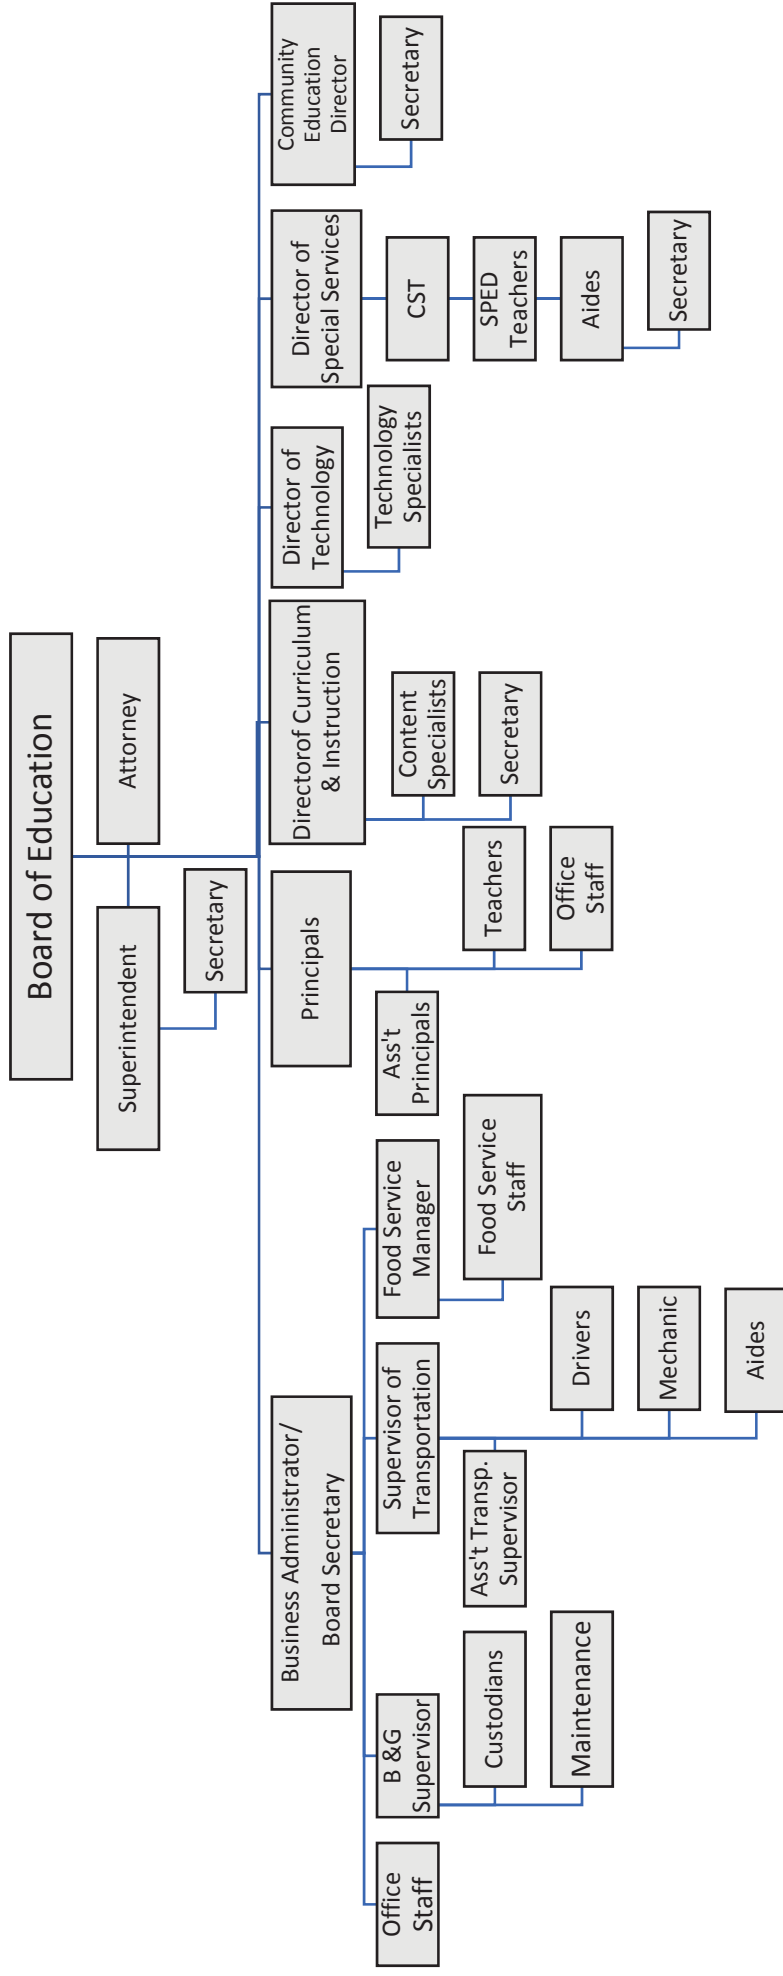 Board of Education
Superintendent
Attorney
Secretary
Business Administrator/
Board Secretary
Principals
Directorof Curriculum
& Instruction
Director of
Technology
Director of
Special Services
Community
Education
Director
Office
Staff
B &G
Supervisor
Custodians
Maintenance
Supervisor of
Transportation
Ass't Transp.
Supervisor
Drivers
Mechanic
Aides
Food Service
Manager
Food Service
Staff
Ass't
Principals
Teachers
Office
Staff
Content
Specialists
Secretary
Technology
Specialists
CST
SPED
Teachers
Aides
Secretary
Secretary